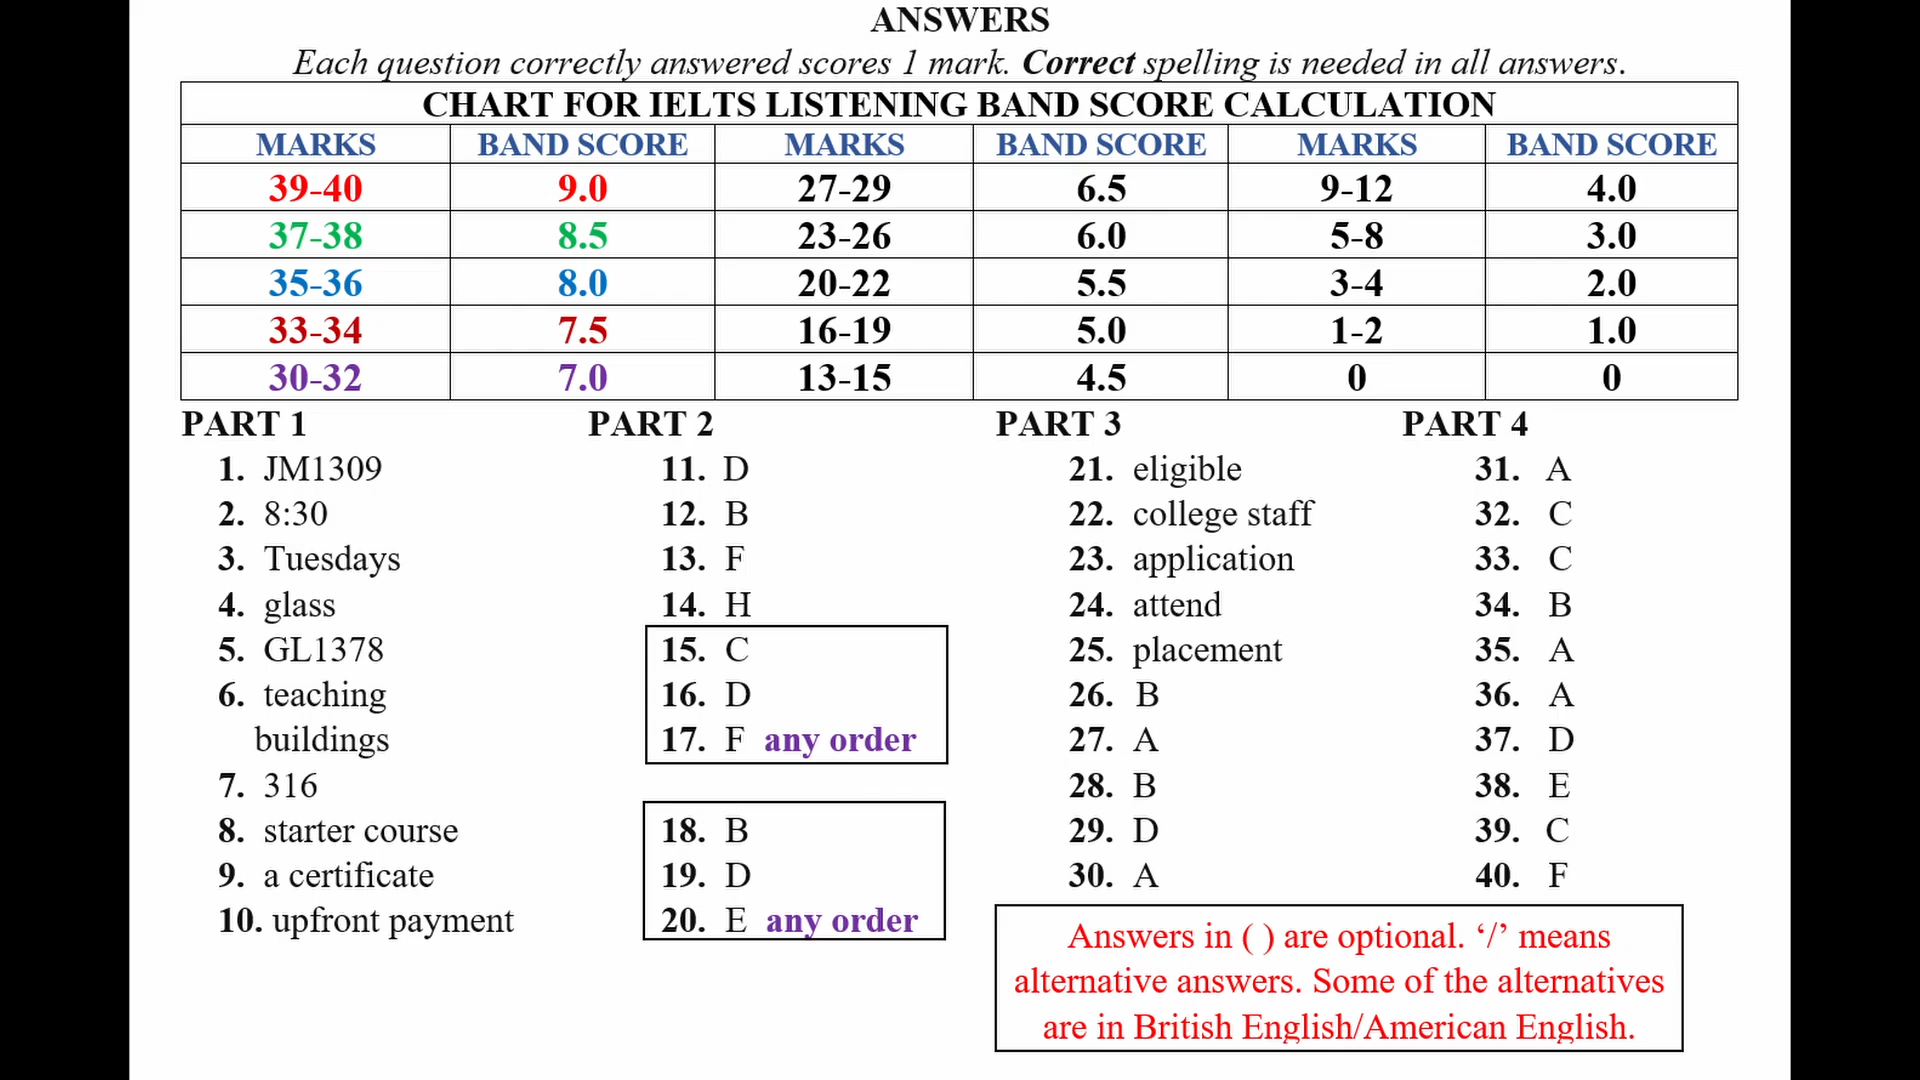 ANSWERS
Each question correctly answered scores 1 mark. Correct spelling is needed in all answers.
CHART FOR IELTS LISTENING BAND SCORE CALCULATION
MARKS BAND SCORE MARKS BAND SCORE MARKS BAND SCORE
39-40 9.0 27-29 6.5 9-12 4.0
37-38 8.5 23-26 6.0 5-8 3.0
35-36 8.0 20-22 5.5 3-4 2.0
33-34 7.5 16-19 5.0 1-2 1.0
30-32 7.0 13-15 4.5 0 0
PART 1
1. JM1309
2. 8:30
3. Tuesdays
4. glass
5. GL1378
6. teaching
buildings
7. 316
8. starter course
9. a certificate
10. upfront payment
PART 2
11. D
12. B
13. F
14. H
15. C
16. D
17. F any order
18. B
19. D
20. E any order
PART 3
21. eligible
22. college staff
23. application
24. attend
25. placement
26. B
27. A
28. B
29. D
30. A
PART 4
31. A
32. C
33. C
34. B
35. A
36. A
37. D
38. E
39. C
40. F
Answers in ( ) are optional. ‘/’ means
alternative answers. Some of the alternatives
are in British English/American English.